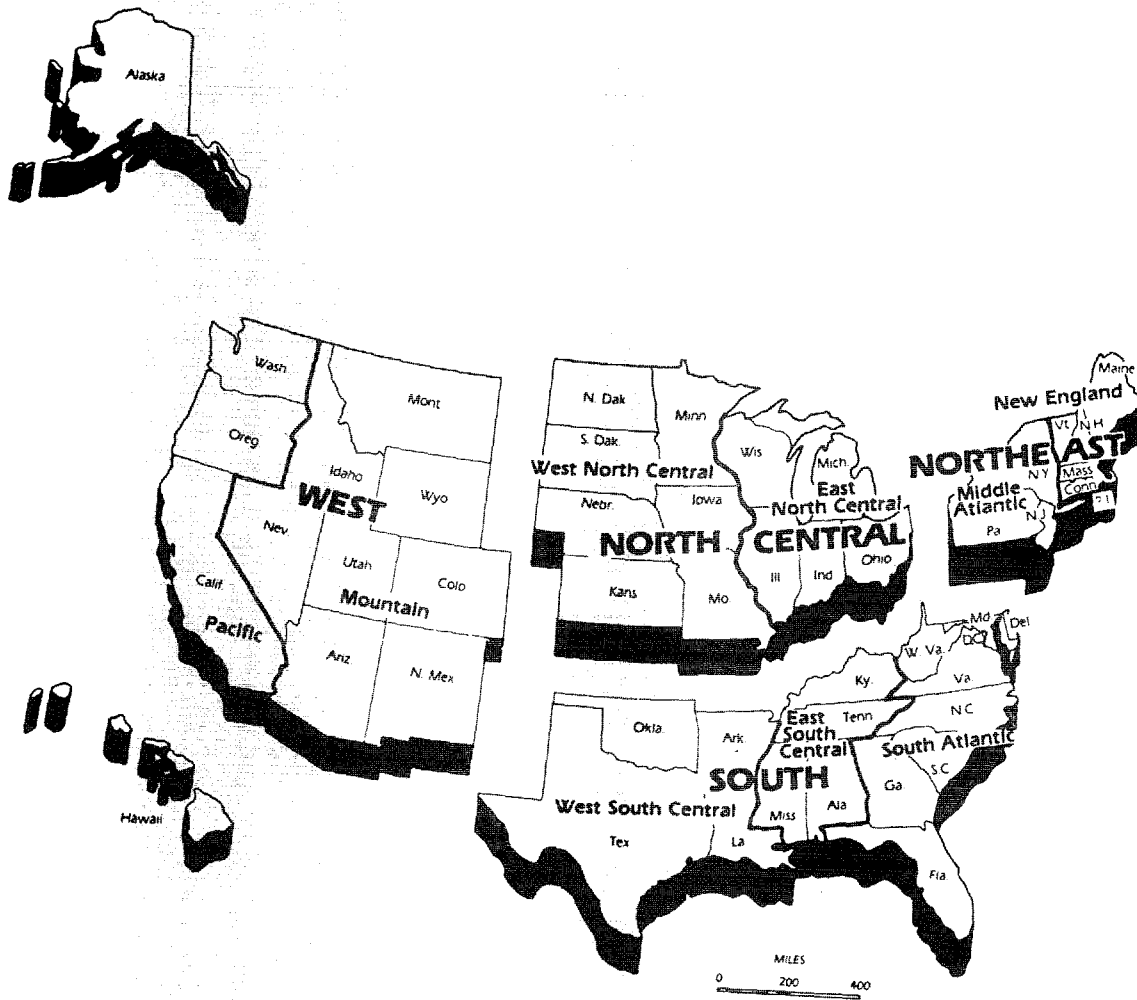 Alaska
Wash.
Mont
Oreg
Idaho
Wyo
WEST
Nev.
Utah
Colo
Calif.
Mountain
Pacific
Ariz.
N. Mex
Hawaii
N. Dak
Minn
S. Dak.
Wis
Mich.
West North Central
East
North Central
Nebr.
Iowa
NORTH CENTRAL
Kans
Mo.
Ill
Ind
Ohio
Maine
New England
Vt
N H
NORTHEAST
N Y
Mass
Conn
R I
Middle
Atlantic
N J
Pa
Md
Del
D C
W. Va.
Va.
Ky.
N C
Okla.
Ark.
Tenn
East
South
Central
South Atlantic
S C
SOUTH
Ga.
West South Central
Miss
Ala
Tex
La
Fla.
MILES
0 200 400